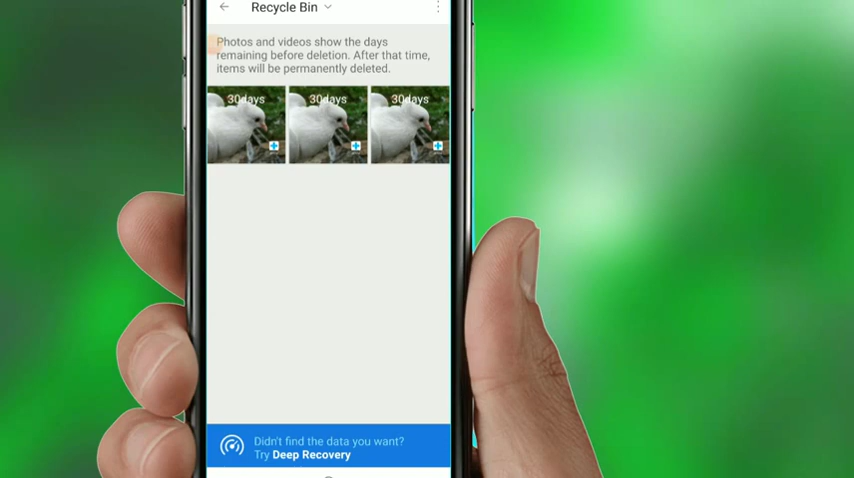 Recycle Bin
Photos and videos show the days
remaining before deletion. After that time,
items will be permanently deleted.
30days
30days
30days
Didn't find the data you want?
Try Deep Recovery